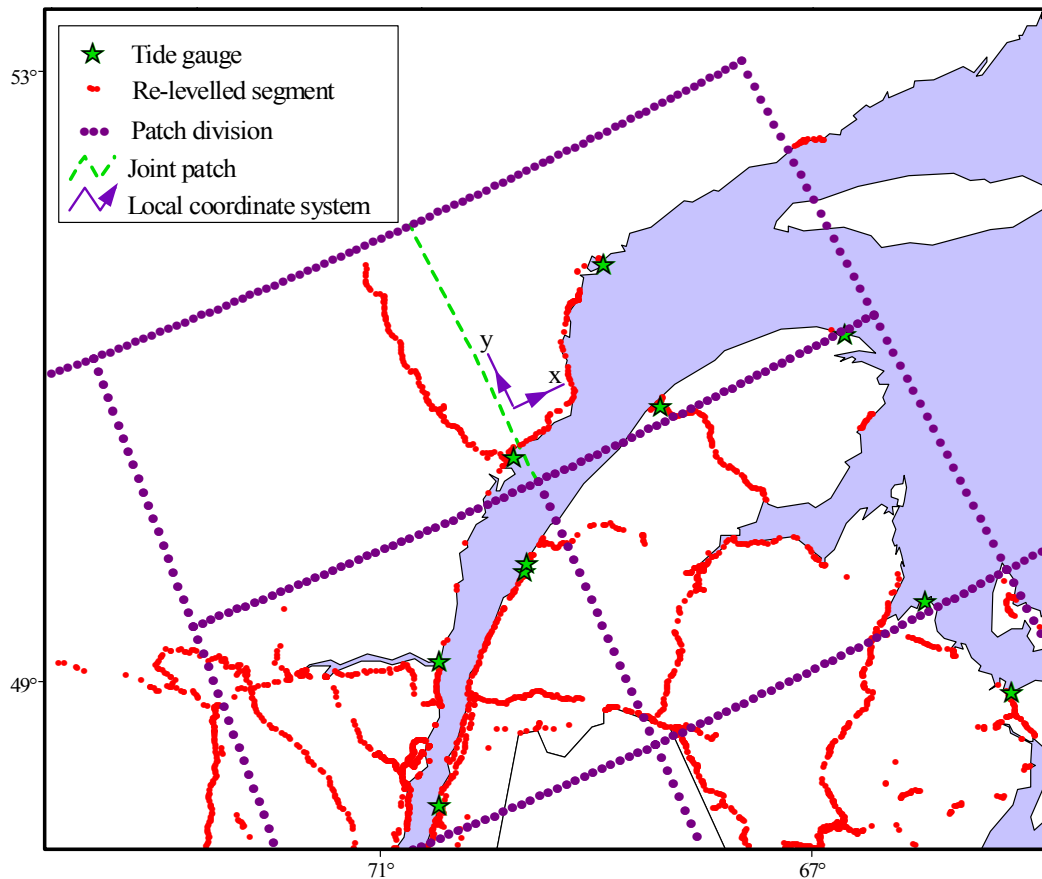 Tide gauge
Re-levelled segment
Patch division
Joint patch
Local coordinate system
53°
y
x
49°
71°
67°